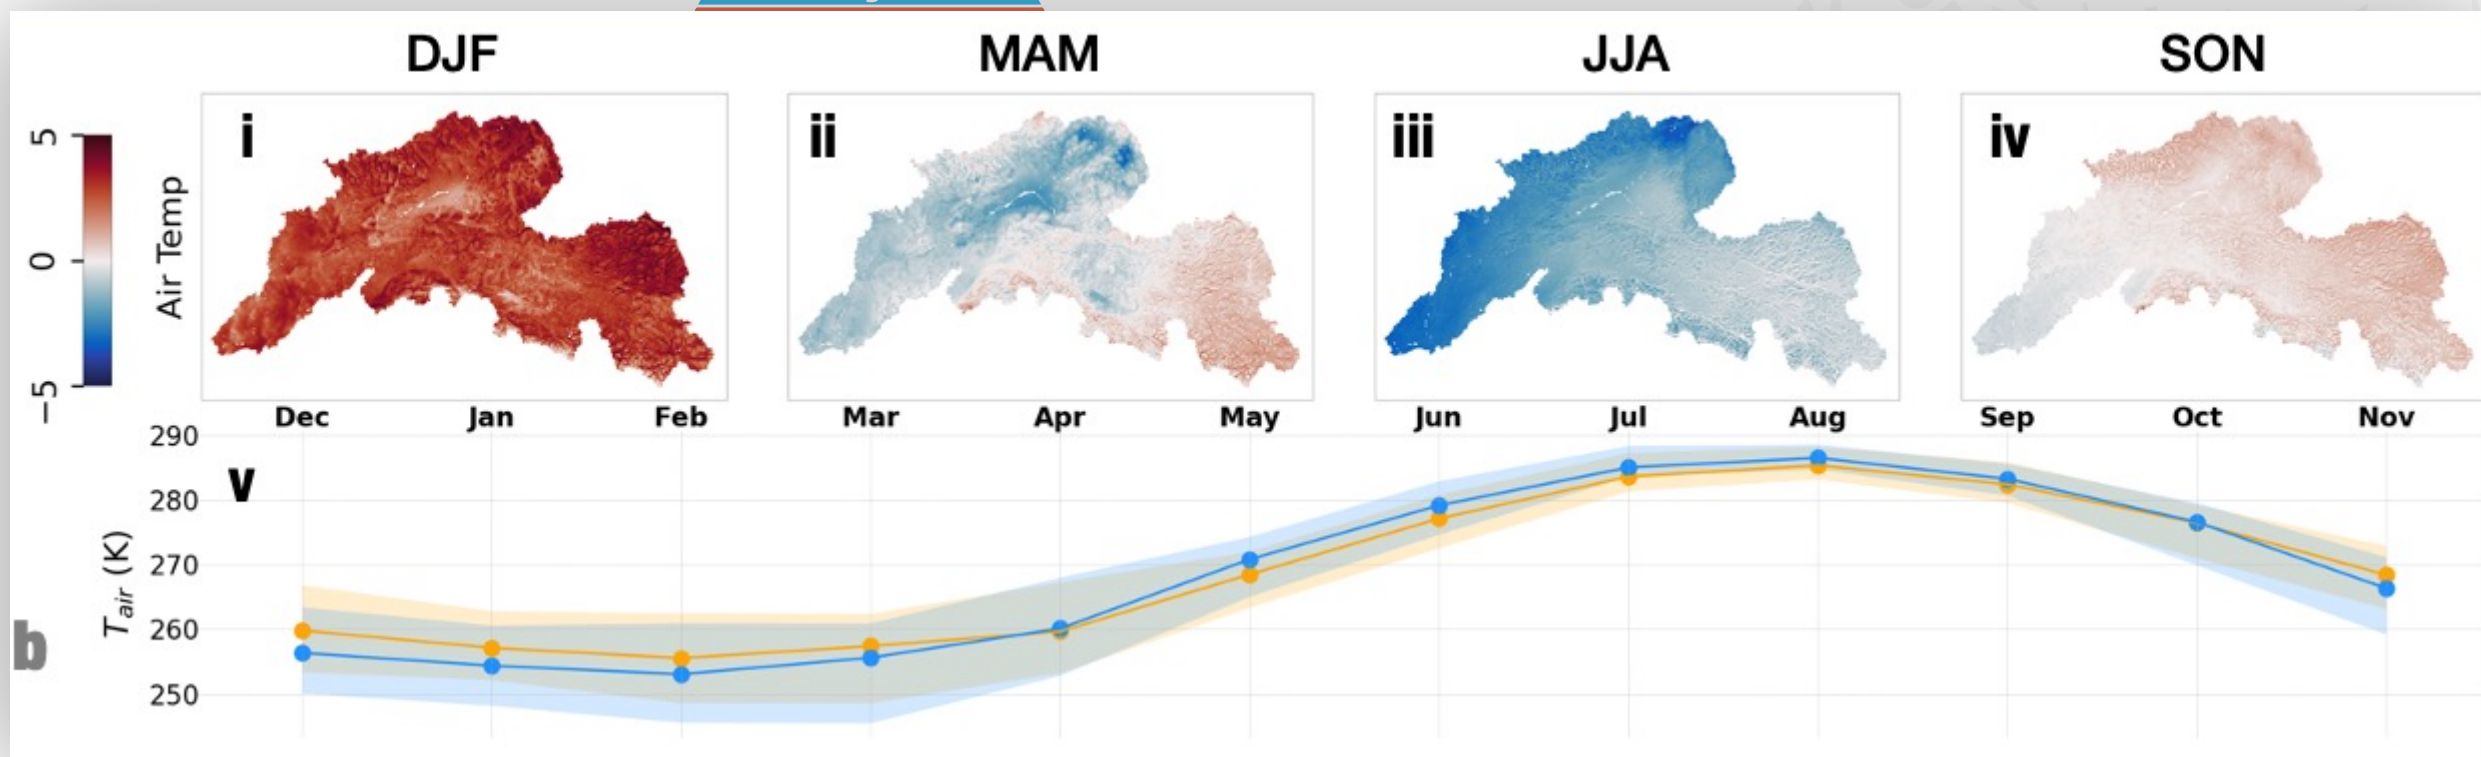 DJF MAM JJA SON
i ii iii iv
5
0
−5
Air Temp
Dec Jan Feb Mar Apr May Jun Jul Aug Sep Oct Nov
290
v
280
270
260
250
Tair (K)
b